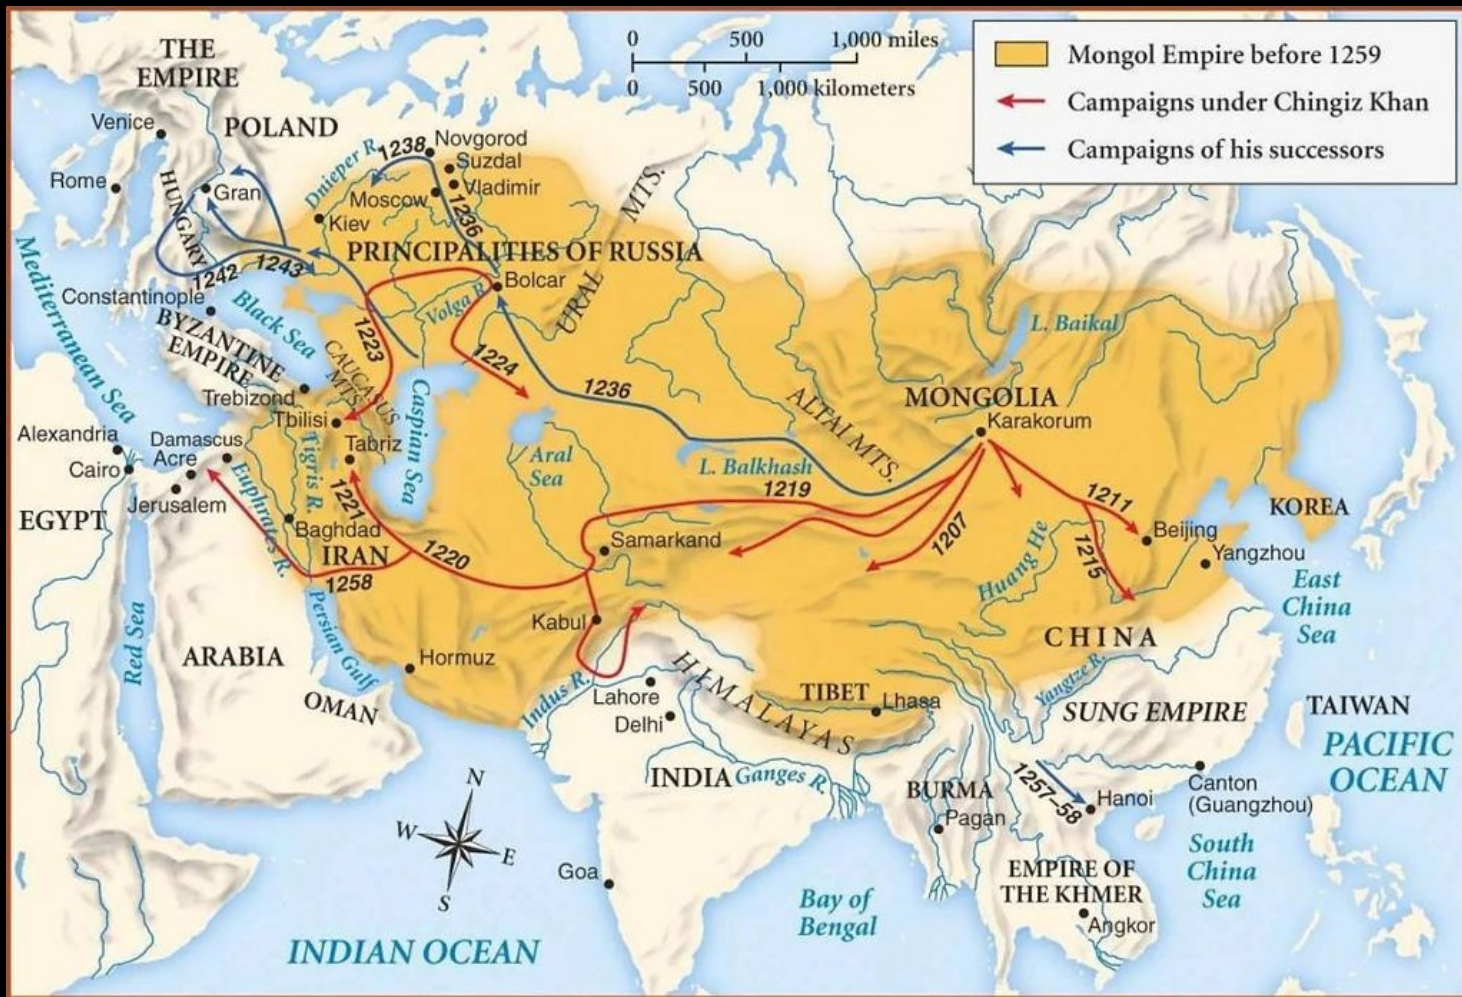 THE
EMPIRE
0 500 1,000 miles
0 500 1,000 kilometers
Mongol Empire before 1259
Campaigns under Chingiz Khan
Campaigns of his successors
Venice
POLAND
Rome
HUNGARY
Gran
Dnieper R.
1238
Novgorod
Suzdal
Vladimir
Moscow
1236
Kiev
PRINCIPALITIES OF RUSSIA
URAL MTS.
Mediterranean Sea
1242
1243
Constantinople
Black Sea
BYZANTINE
EMPIRE
Trebizond
Volga R.
Bolcar
1223
1224
CAUCASUS
MTS.
Caspian Sea
1236
L. Baikal
ALTAI MTS.
MONGOLIA
Karakorum
Tbilisi
Tabriz
Tigris R.
Alexandria
Cairo
Damascus
Acre
Jerusalem
EGYPT
Euphrates R.
Baghdad
1221
IRAN
1220
1258
Aral
Sea
L. Balkhash
1219
Samarkand
1207
1211
1215
Huang He
Beijing
Yangzhou
KOREA
East
China
Sea
Kabul
Red Sea
ARABIA
Persian Gulf
Hormuz
OMAN
Indus R.
Lahore
Delhi
HIMALAYAS
TIBET
Lhasa
CHINA
Yangtze R.
SUNG EMPIRE
TAIWAN
PACIFIC
OCEAN
INDIA
Ganges R.
BURMA
Pagan
1257–58
Hanoi
Canton
(Guangzhou)
South
China
Sea
N
W
E
S
Goa
Bay of
Bengal
EMPIRE OF
THE KHMER
Angkor
INDIAN OCEAN